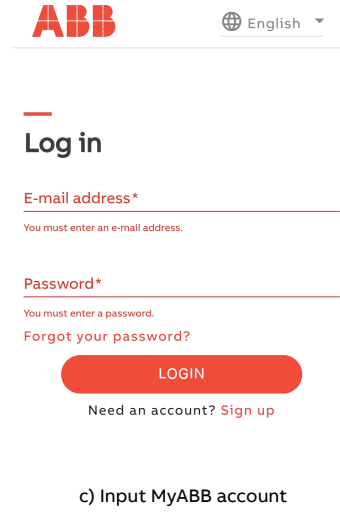 ABB
English
Log in
E-mail address*
You must enter an e-mail address.
Password*
You must enter a password.
Forgot your password?
LOGIN
Need an account? Sign up
c) Input MyABB account